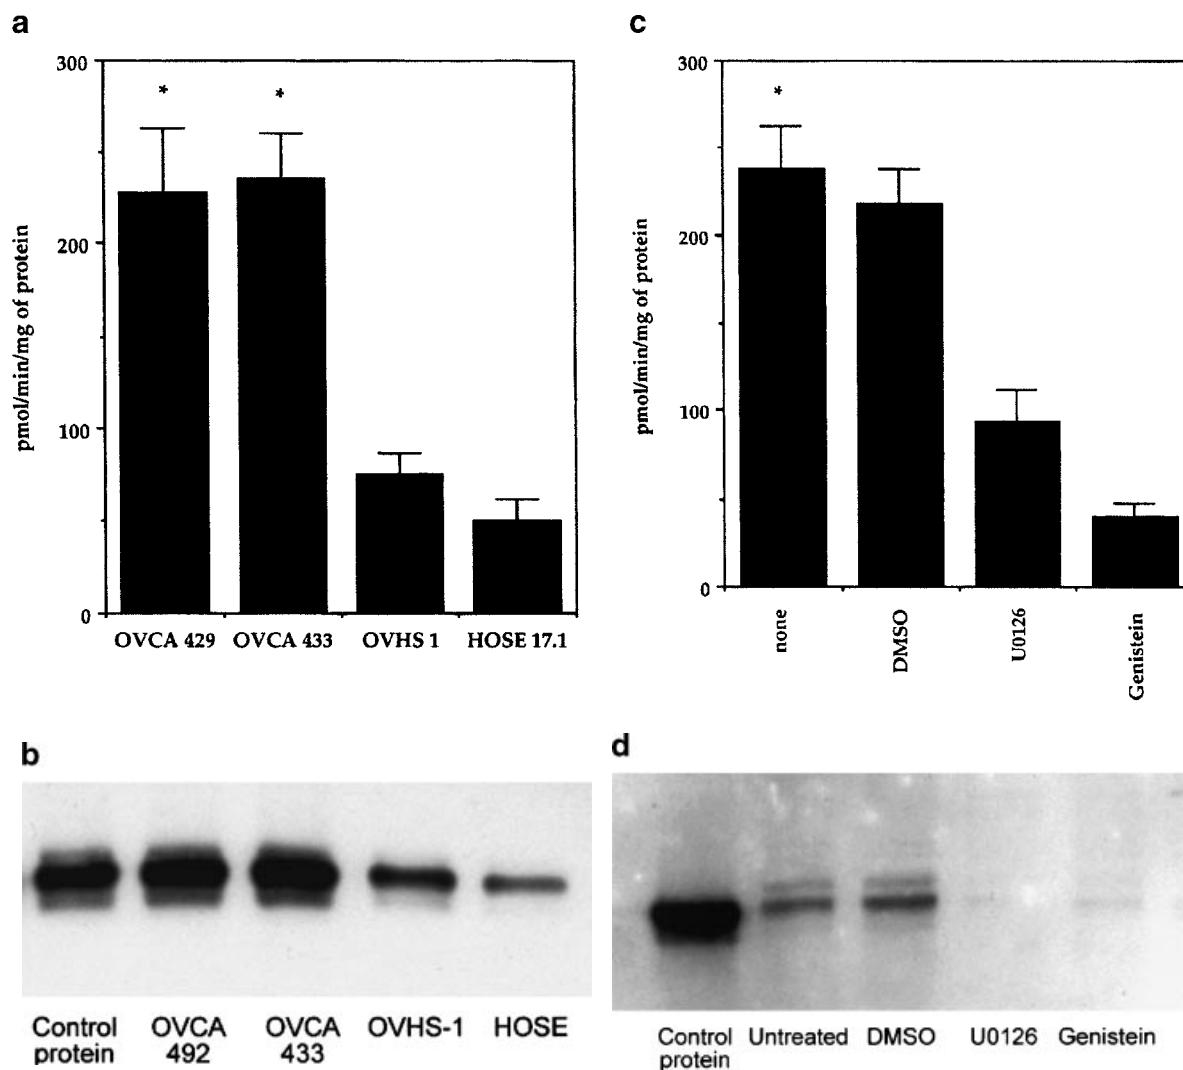 a
300
200
100
0
pmol/min/mg of protein
* *
OVCA 429 OVCA 433 OVHS 1 HOSE 17.1
c
300
200
100
0
pmol/min/mg of protein
*
none DMSO U0126 Genistein
b
Control protein OVCA 492 OVCA 433 OVHS-1 HOSE
d
Control protein Untreated DMSO U0126 Genistein